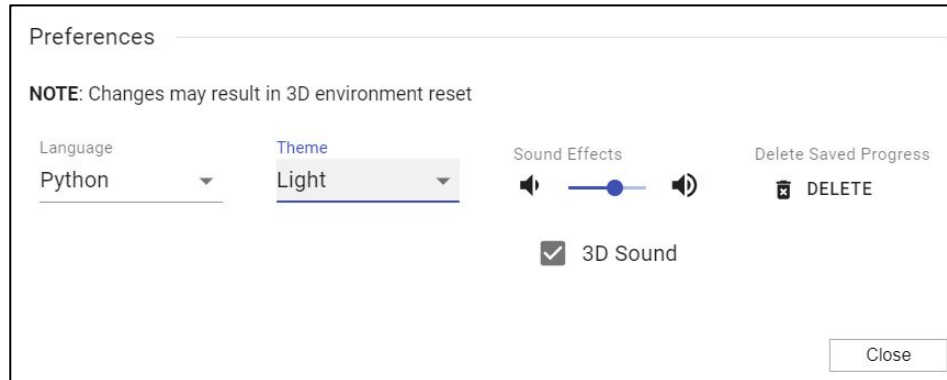 Preferences
NOTE: Changes may result in 3D environment reset
Language
Theme
Sound Effects
Delete Saved Progress
Python
Light
DELETE
3D Sound
Close